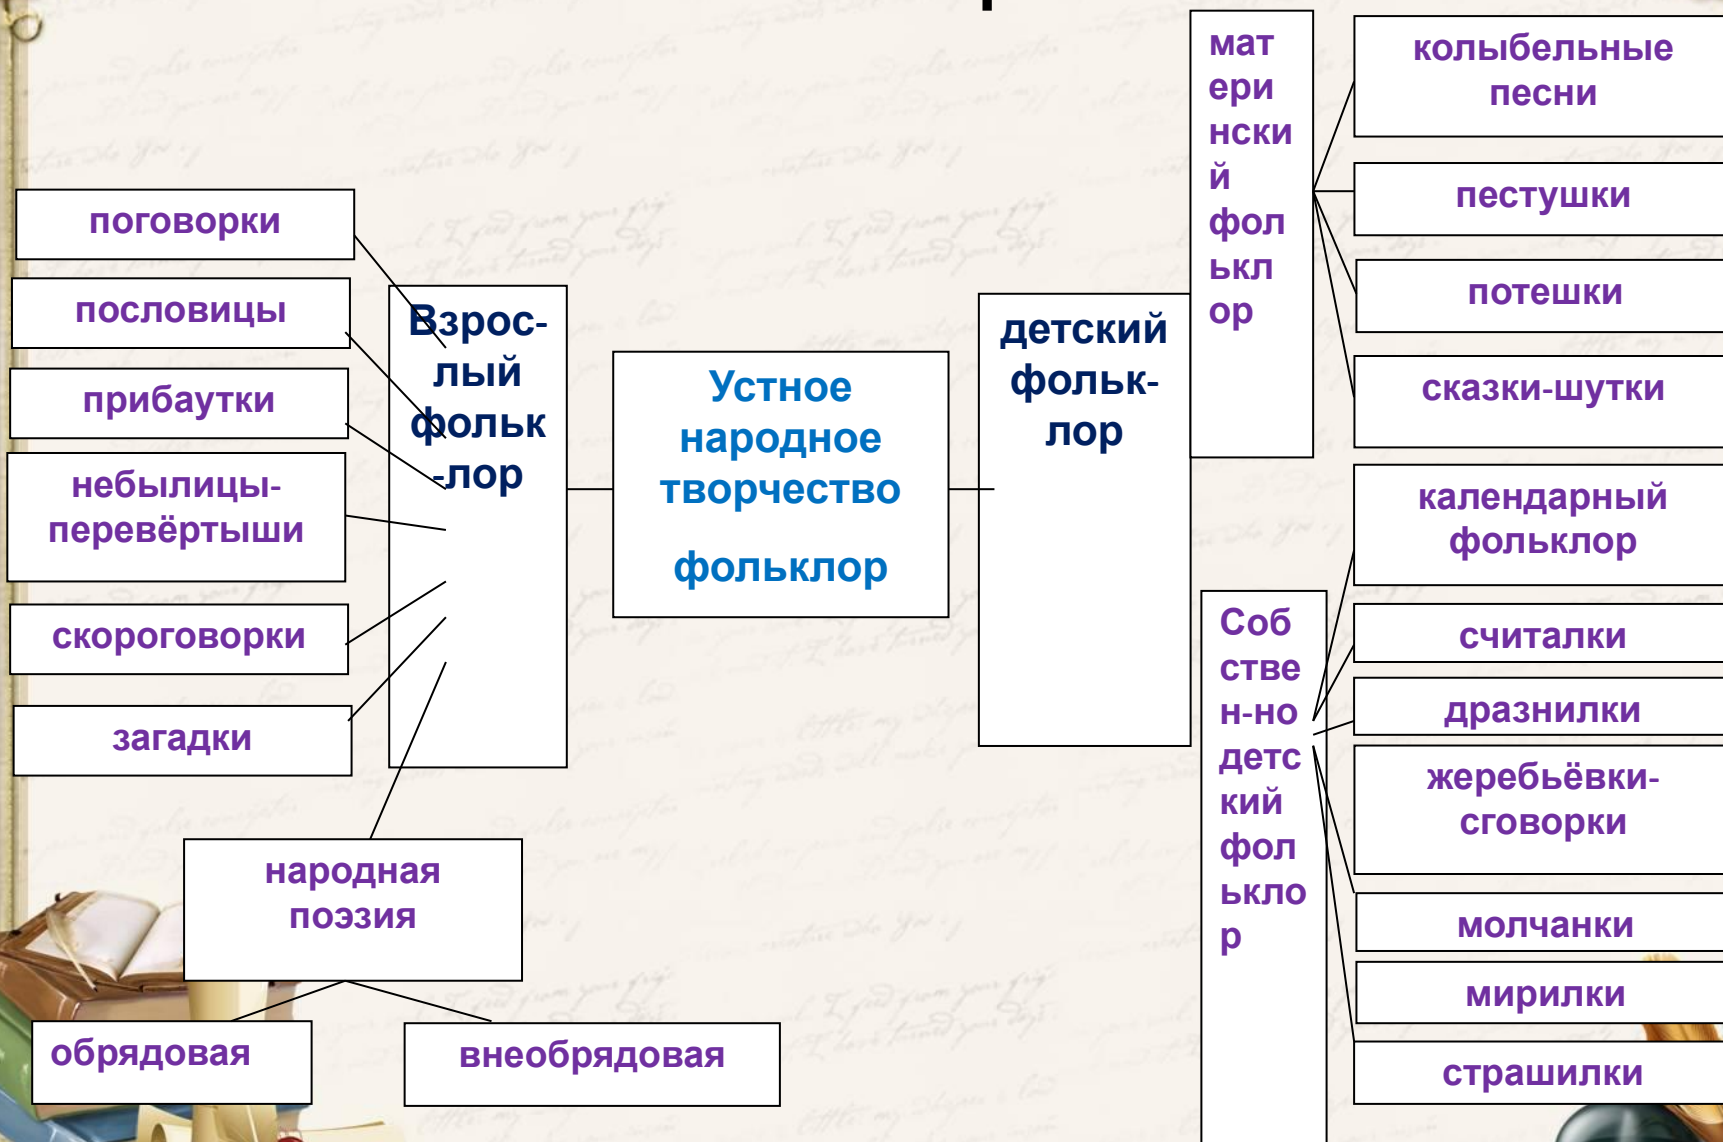 поговорки
пословицы
прибаутки
небылицы-
перевёртыши
скороговорки
загадки
Взрос-
лый
фольк
-лор
народная
поэзия
обрядовая
внеобрядовая
Устное
народное
творчество
фольклор
детский
фольк-
лор
мат
ери
нски
й
фол
ькл
ор
колыбельные
песни
пестушки
потешки
сказки-шутки
Соб
стве
н-но
детс
кий
фол
ькло
р
календарный
фольклор
считалки
дразнилки
жеребьёвки-
сговорки
молчанки
мирилки
страшилки